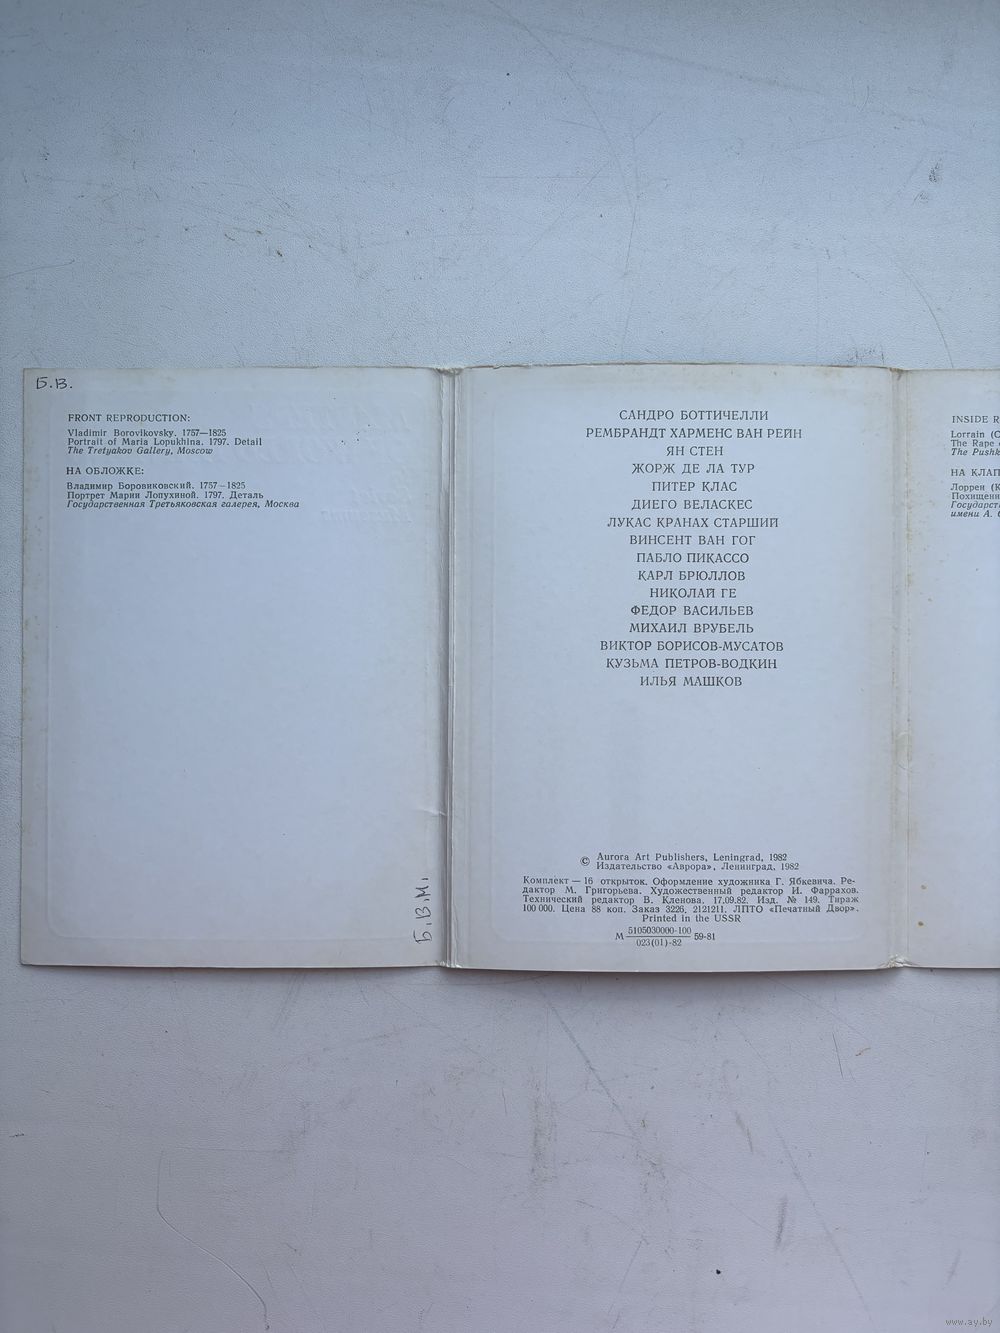 Б.В.
FRONT REPRODUCTION:
Vladimir Borovikovsky. 1757—1825
Portrait of Maria Lopukhina. 1797. Detail
The Tretyakov Gallery, Moscow
НА ОБЛОЖКЕ:
Владимир Боровиковский. 1757—1825
Портрет Марии Лопухиной. 1797. Деталь
Государственная Третьяковская галерея, Москва
Б.В.М.
САНДРО БОТТИЧЕЛЛИ
РЕМБРАНДТ ХАРМЕНС ВАН РЕЙН
ЯН СТЕН
ЖОРЖ ДЕ ЛА ТУР
ПИТЕР КЛАС
ДИЕГО ВЕЛАСКЕС
ЛУКАС КРАНАХ СТАРШИЙ
ВИНСЕНТ ВАН ГОГ
ПАБЛО ПИКАССО
КАРЛ БРЮЛЛОВ
НИКОЛАЙ ГЕ
ФЕДОР ВАСИЛЬЕВ
МИХАИЛ ВРУБЕЛЬ
ВИКТОР БОРИСОВ-МУСАТОВ
КУЗЬМА ПЕТРОВ-ВОДКИН
ИЛЬЯ МАШКОВ
© Aurora Art Publishers, Leningrad, 1982
Издательство «Аврора», Ленинград, 1982
Комплект — 16 открыток. Оформление художника Г. Ябкевича. Ре-
дактор М. Григорьева. Художественный редактор И. Фаррахов.
Технический редактор В. Кленова. 17.09.82. Изд. № 149. Тираж
100 000. Цена 88 коп. Заказ 3226, 2121211. ЛПТО «Печатный Двор».
Printed in the USSR
М 5105030000-100 59-81
023(01)-82
INSIDE R
Lorrain (C
The Rape
The Pushk
НА КЛАП
Лоррен (К
Похищени
Государст
имени А. С
www.ay.by